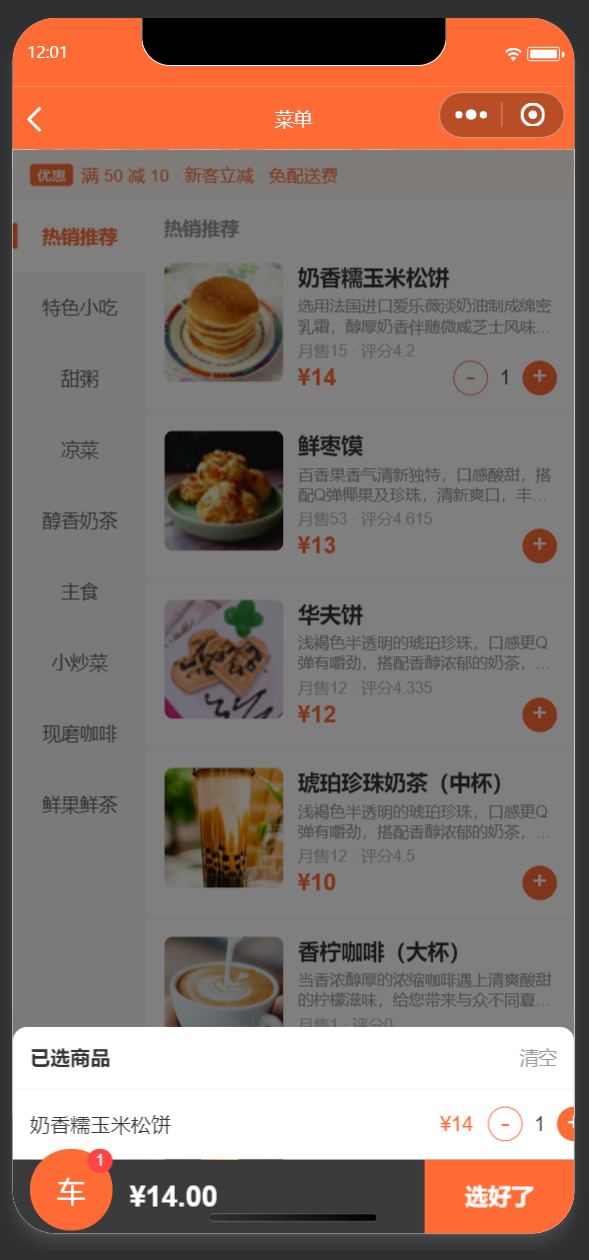 12:01
菜单
优惠 满 50 减 10 · 新客立减 · 免配送费
热销推荐
特色小吃
甜粥
凉菜
醇香奶茶
主食
小炒菜
现磨咖啡
鲜果鲜茶
热销推荐
奶香糯玉米松饼
选用法国进口爱乐薇淡奶油制成绵密
乳霜，醇厚奶香伴随微咸芝士风味...
月售15 · 评分4.2
¥14 - 1 +
鲜枣馍
百香果香气清新独特，口感酸甜，搭
配Q弹椰果及珍珠，清新爽口，丰...
月售53 · 评分4.615
¥13 +
华夫饼
浅褐色半透明的琥珀珍珠，口感更Q
弹有嚼劲，搭配香醇浓郁的奶茶，...
月售12 · 评分4.335
¥12 +
琥珀珍珠奶茶（中杯）
浅褐色半透明的琥珀珍珠，口感更Q
弹有嚼劲，搭配香醇浓郁的奶茶，...
月售12 · 评分4.5
¥10 +
香柠咖啡（大杯）
当香浓醇厚的浓缩咖啡遇上清爽酸甜
的柠檬滋味，给您带来与众不同夏...
月售1 · 评分0
已选商品 清空
奶香糯玉米松饼 ¥14 - 1 +
车 1 ¥14.00 选好了